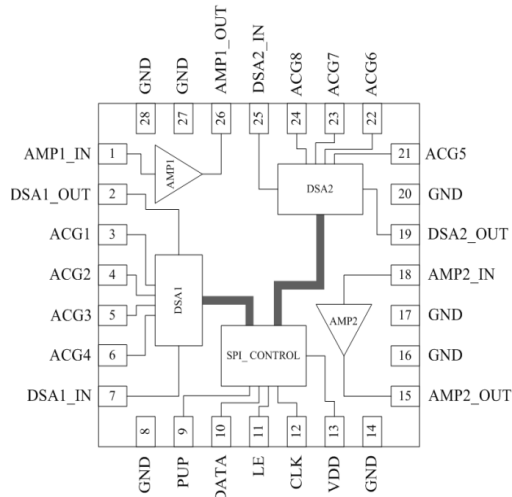 GND
GND
AMP1_OUT
DSA2_IN
ACG8
ACG7
ACG6
28
27
26
25
24
23
22
AMP1_IN 1
AMP1
21 ACG5
DSA1_OUT 2
DSA2
20 GND
ACG1 3
19 DSA2_OUT
ACG2 4
18 AMP2_IN
DSA1
ACG3 5
AMP2
17 GND
ACG4 6
SPI_CONTROL
16 GND
DSA1_IN 7
15 AMP2_OUT
8
9
10
11
12
13
14
GND
PUP
DATA
LE
CLK
VDD
GND